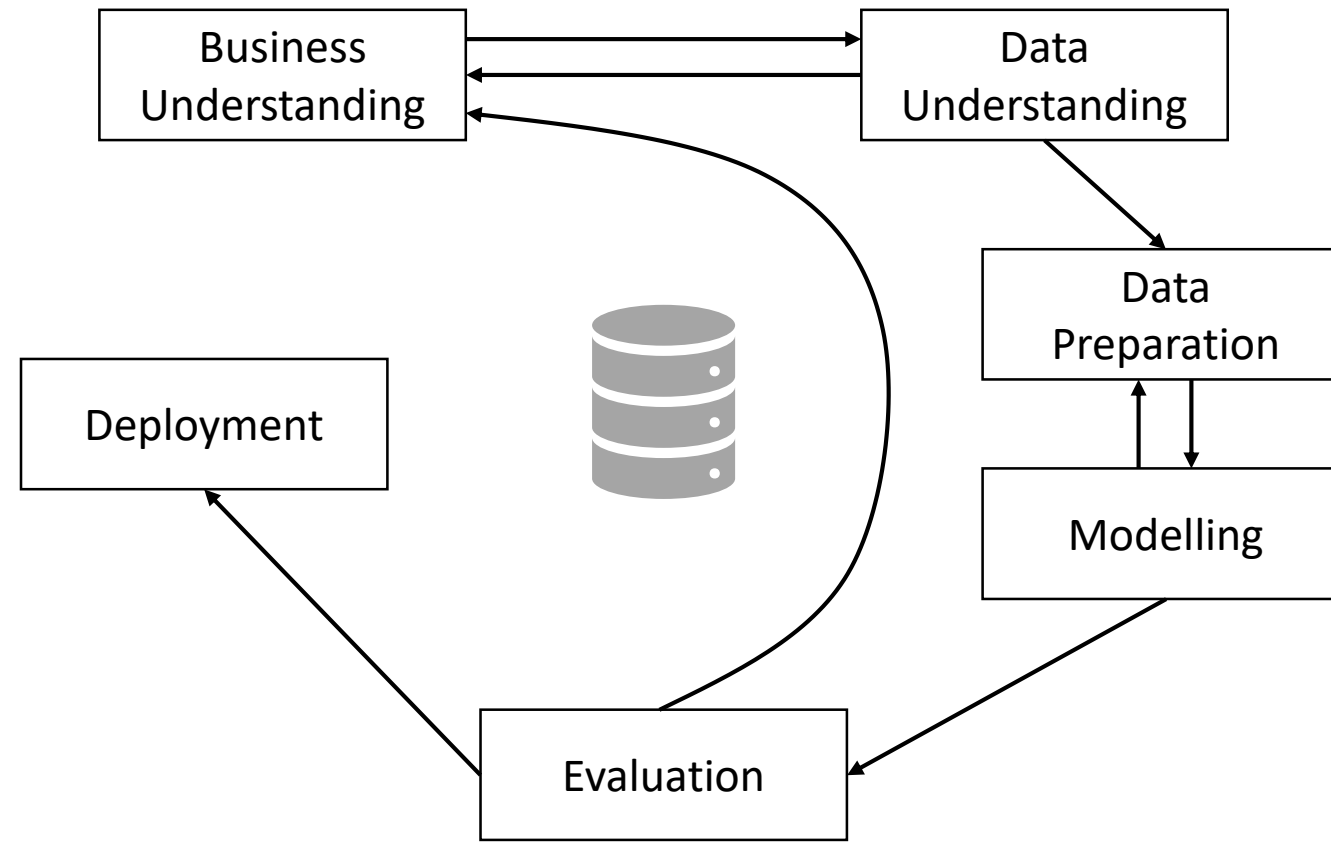 Business
Understanding
Data
Understanding
Data
Preparation
Modelling
Evaluation
Deployment